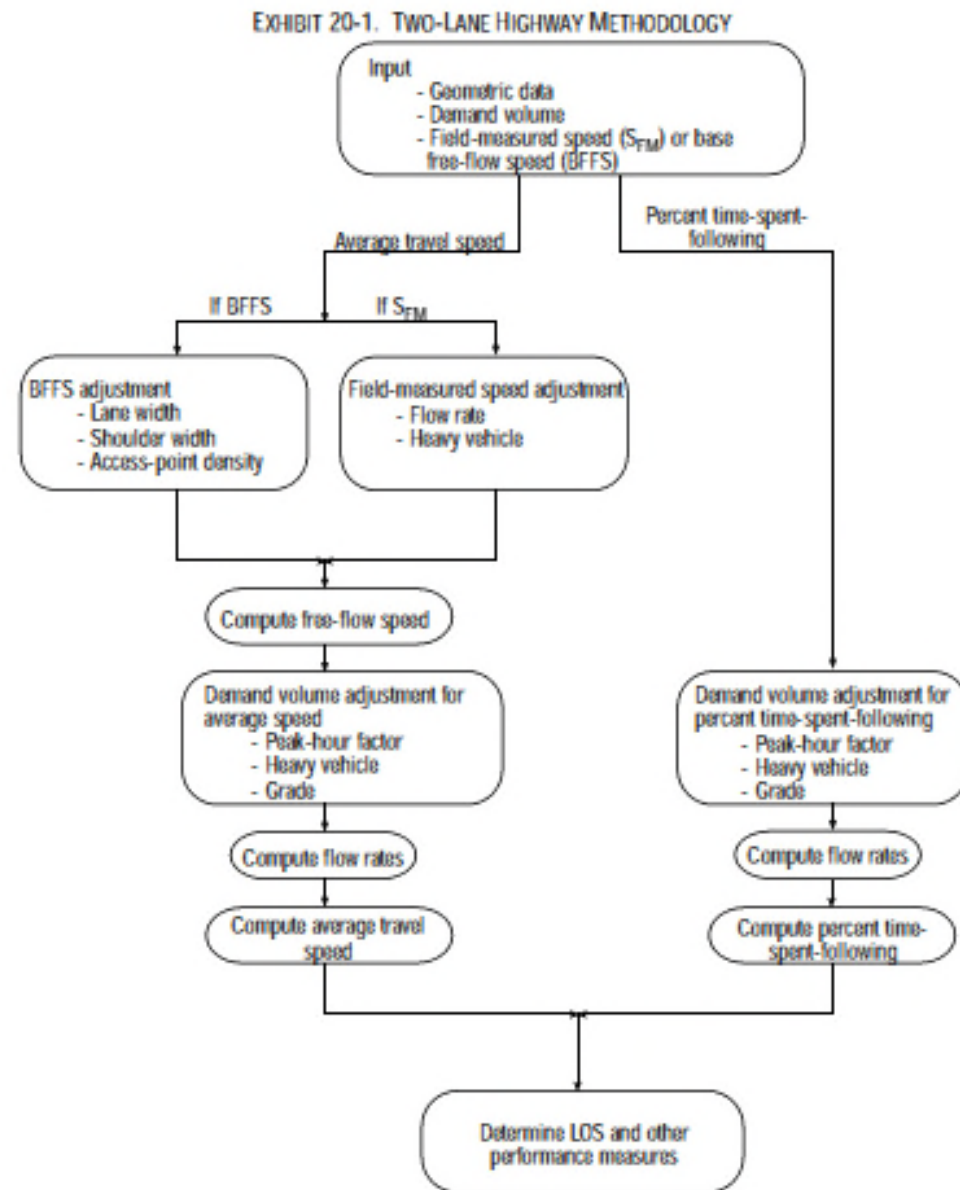 EXHIBIT 20-1. TWO-LANE HIGHWAY METHODOLOGY
Input
- Geometric data
- Demand volume
- Field-measured speed (S_FM) or base
free-flow speed (BFFS)
Average travel speed
Percent time-spent-
following
If BFFS
If S_FM
BFFS adjustment
- Lane width
- Shoulder width
- Access-point density
Field-measured speed adjustment
- Flow rate
- Heavy vehicle
Compute free-flow speed
Demand volume adjustment for
average speed
- Peak-hour factor
- Heavy vehicle
- Grade
Demand volume adjustment for
percent time-spent-following
- Peak-hour factor
- Heavy vehicle
- Grade
Compute flow rates
Compute flow rates
Compute average travel
speed
Compute percent time-
spent-following
Determine LOS and other
performance measures